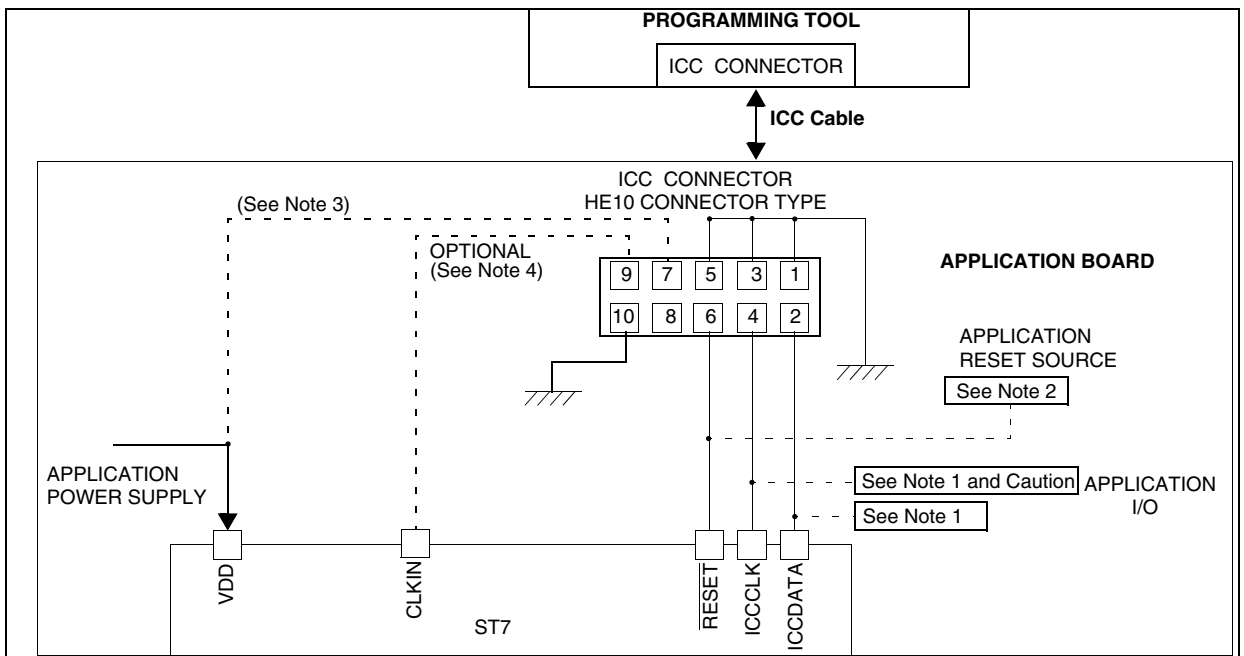 PROGRAMMING TOOL
ICC CONNECTOR
ICC Cable
ICC CONNECTOR
HE10 CONNECTOR TYPE
(See Note 3)
OPTIONAL
(See Note 4)
9 7 5 3 1
10 8 6 4 2
APPLICATION BOARD
APPLICATION
RESET SOURCE
See Note 2
APPLICATION
POWER SUPPLY
See Note 1 and Caution
See Note 1
APPLICATION
I/O
VDD
CLKIN
RESET
ICCCLK
ICCDATA
ST7